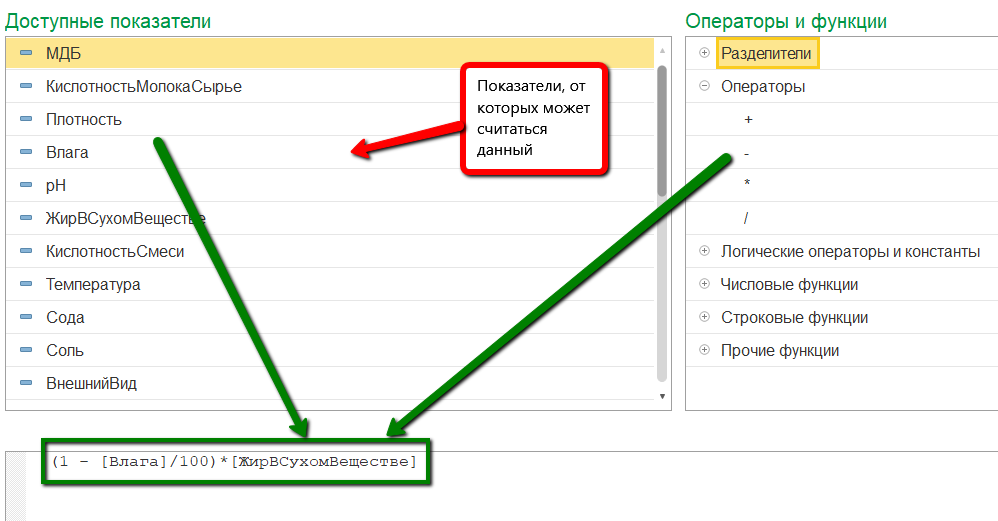 Доступные показатели
МДБ
КислотностьМолокаСырье
Плотность
Влага
pH
ЖирВСухомВеществе
КислотностьСмеси
Температура
Сода
Соль
ВнешнийВид
Показатели, от
которых может
считаться
данный
Операторы и функции
Разделители
Операторы
+
-
*
/
Логические операторы и константы
Числовые функции
Строковые функции
Прочие функции
(1 - [Влага]/100)*[ЖирВСухомВеществе]